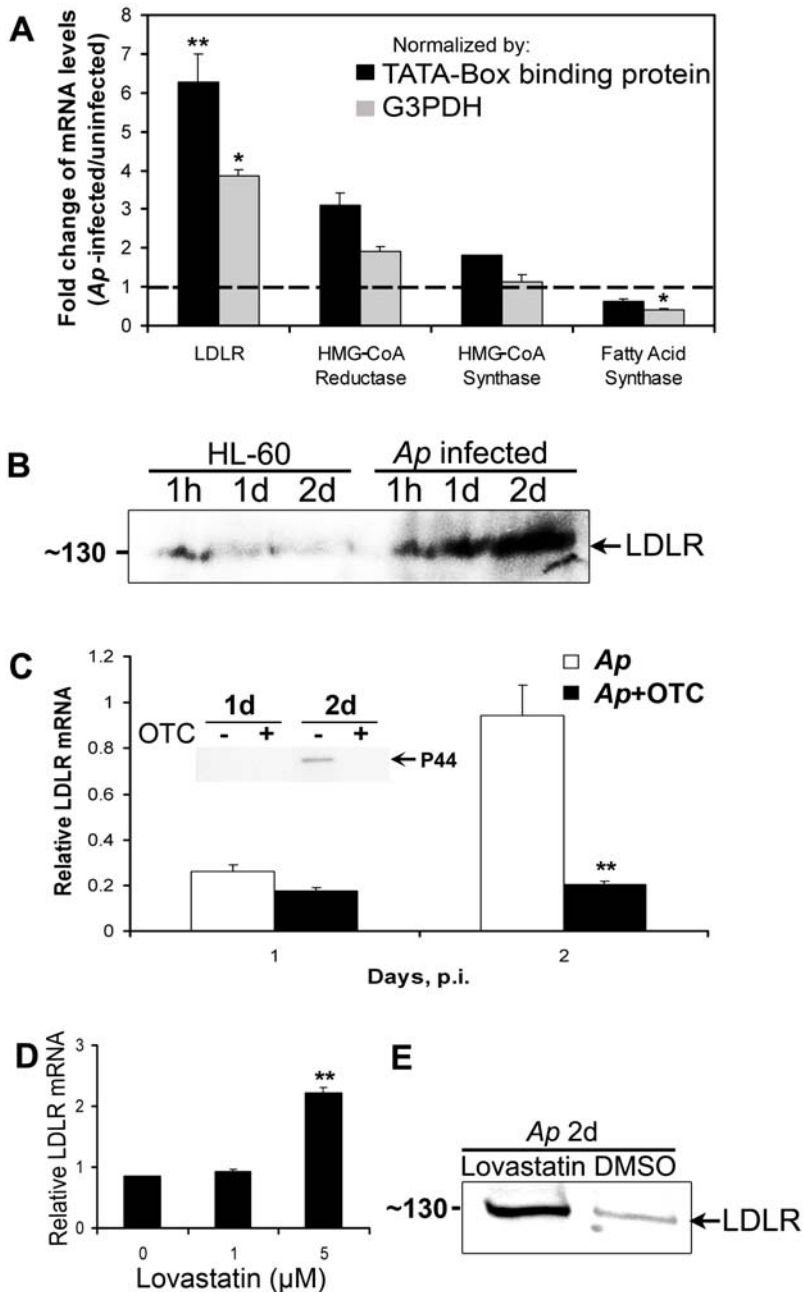 A
Fold change of mRNA levels
(Ap-infected/uninfected)
8
7
6
5
4
3
2
1
0
**
*
*
Normalized by:
TATA-Box binding protein
G3PDH
LDLR
HMG-CoA
Reductase
HMG-CoA
Synthase
Fatty Acid
Synthase
B
HL-60
Ap infected
1h 1d 2d 1h 1d 2d
~130
LDLR
C
Relative LDLR mRNA
1.2
1
0.8
0.6
0.4
0.2
0
Ap
Ap+OTC
1d 2d
OTC - + - +
P44
**
1 2
Days, p.i.
D
Relative LDLR mRNA
3
2
1
0
**
0 1 5
Lovastatin (µM)
E
Ap 2d
Lovastatin DMSO
~130
LDLR